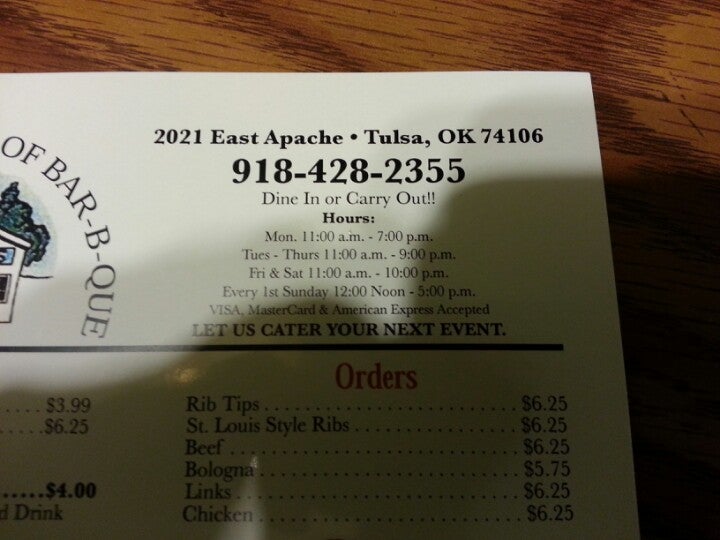 OF BAR-B-QUE
2021 East Apache • Tulsa, OK 74106
918-428-2355
Dine In or Carry Out!!
Hours:
Mon. 11:00 a.m. - 7:00 p.m.
Tues - Thurs 11:00 a.m. - 9:00 p.m.
Fri & Sat 11:00 a.m. - 10:00 p.m.
Every 1st Sunday 12:00 Noon - 5:00 p.m.
VISA, MasterCard & American Express Accepted
LET US CATER YOUR NEXT EVENT.
..... $3.99
.....$6.25
......$4.00
d Drink
Orders
Rib Tips ........................ $6.25
St. Louis Style Ribs ................ $6.25
Beef ............................ $6.25
Bologna ......................... $5.75
Links ........................... $6.25
Chicken ......................... $6.25